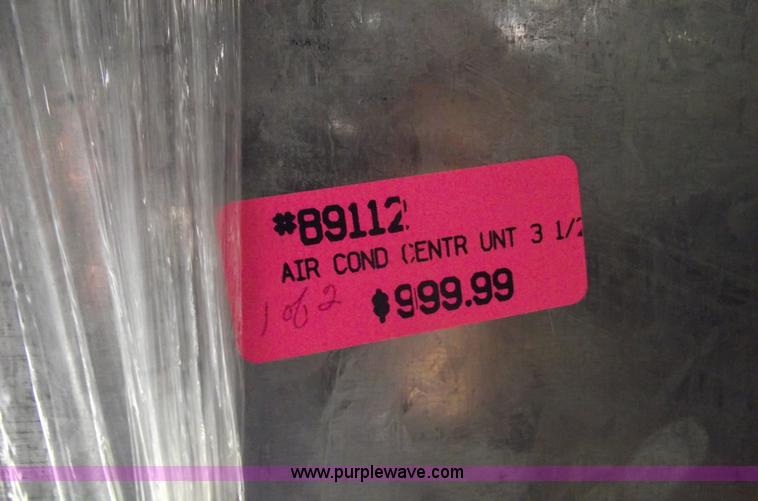 #89112
AIR COND CENTR UNT 3 1/2
1 of 2
$999.99
www.purplewave.com